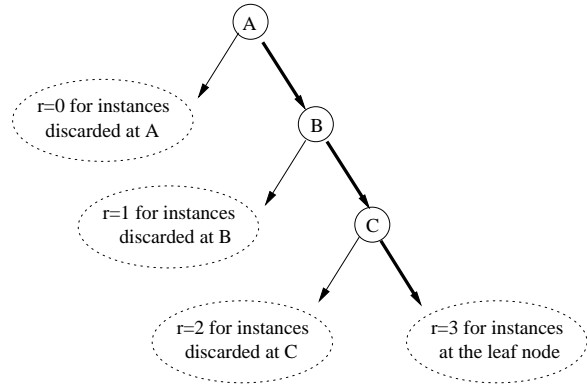 A
r=0 for instances
discarded at A
B
r=1 for instances
discarded at B
C
r=2 for instances
discarded at C
r=3 for instances
at the leaf node